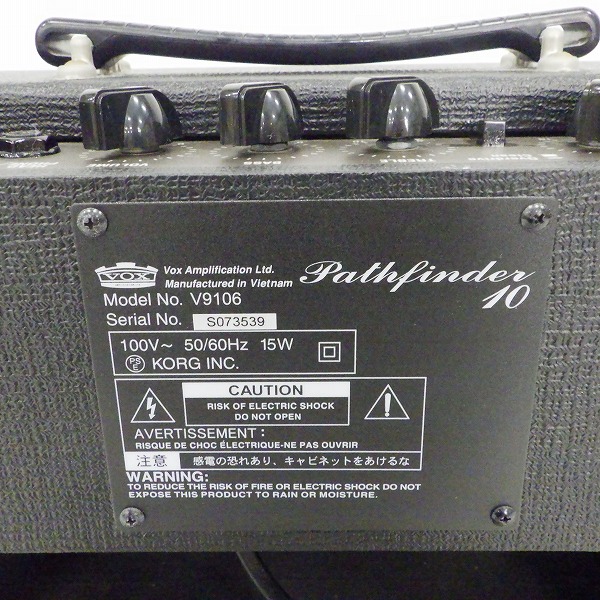 VOX
Vox Amplification Ltd.
Manufactured in Vietnam
Pathfinder
10
Model No. V9106
Serial No. S073539
100V~ 50/60Hz 15W
PS E KORG INC.
CAUTION
RISK OF ELECTRIC SHOCK
DO NOT OPEN
AVERTISSEMENT:
RISQUE DE CHOC ÉLECTRIQUE-NE PAS OUVRIR
注意 感電の恐れあり、キャビネットをあけるな
WARNING:
TO REDUCE THE RISK OF FIRE OR ELECTRIC SHOCK DO NOT
EXPOSE THIS PRODUCT TO RAIN OR MOISTURE.